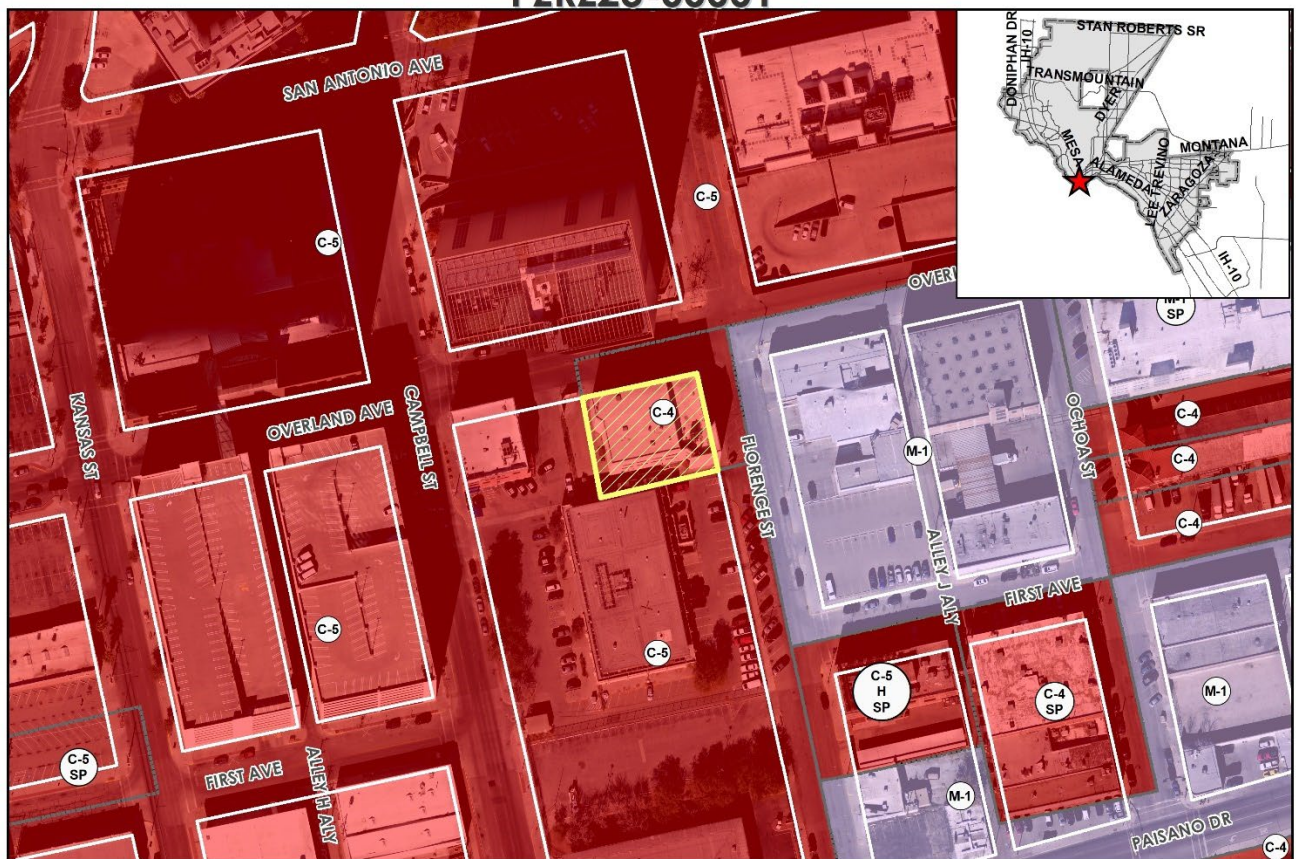 SAN ANTONIO AVE
STAN ROBERTS SR
DONIPHAN DR
IH-10
TRANSMOUNTAIN
DYER
MESA
ALAMEDA
LEE TREVINO
MONTANA
ZARAGOZA
IH-10
C-5
C-5
M-1
SP
KANSAS ST
OVERLAND AVE
CAMPBELL ST
C-4
FLORENCE ST
M-1
ALLEY J ALY
OCHOA ST
C-4
C-4
C-4
FIRST AVE
C-5
C-5
C-5
H
SP
C-4
SP
M-1
C-5
SP
FIRST AVE
ALLEY H ALY
M-1
PAISANO DR
C-4